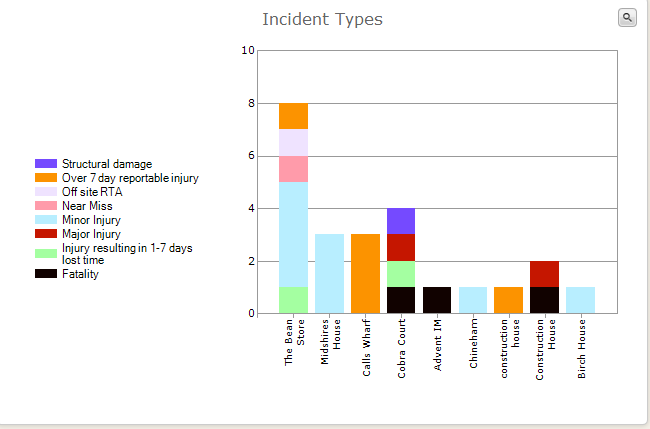 Incident Types
10
8
6
4
2
0
Structural damage
Over 7 day reportable injury
Off site RTA
Near Miss
Minor Injury
Major Injury
Injury resulting in 1-7 days
lost time
Fatality
The Bean
Store
Midshires
House
Calls Wharf
Cobra Court
Advent IM
Chineham
construction
house
Construction
House
Birch House